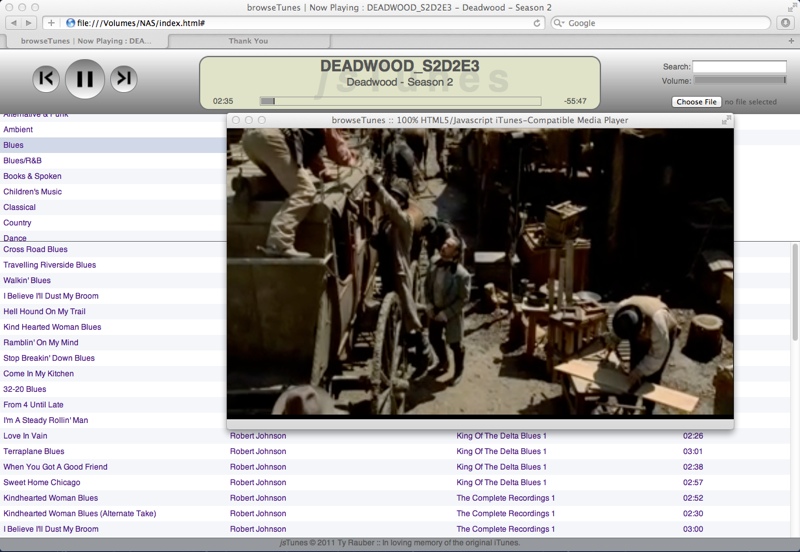 browseTunes | Now Playing : DEADWOOD_S2D2E3 – Deadwood – Season 2
file:///Volumes/NAS/index.html#
Google
browseTunes | Now Playing : DEA...
Thank You
jsTunes
DEADWOOD_S2D2E3
Deadwood - Season 2
02:35
-55:47
Search:
Volume:
Choose File no file selected
Alternative & Punk
Ambient
Blues
Blues/R&B
Books & Spoken
Children's Music
Classical
Country
Dance
browseTunes :: 100% HTML5/Javascript iTunes-Compatible Media Player
Cross Road Blues
Travelling Riverside Blues
Walkin' Blues
I Believe I'll Dust My Broom
Hell Hound On My Trail
Kind Hearted Woman Blues
Ramblin' On My Mind
Stop Breakin' Down Blues
Come In My Kitchen
32-20 Blues
From 4 Until Late
I'm A Steady Rollin' Man
Love In Vain Robert Johnson King Of The Delta Blues 1 02:26
Terraplane Blues Robert Johnson King Of The Delta Blues 1 03:01
When You Got A Good Friend Robert Johnson King Of The Delta Blues 1 02:38
Sweet Home Chicago Robert Johnson King Of The Delta Blues 1 02:57
Kindhearted Woman Blues Robert Johnson The Complete Recordings 1 02:52
Kindhearted Woman Blues (Alternate Take) Robert Johnson The Complete Recordings 1 02:30
I Believe I'll Dust My Broom Robert Johnson The Complete Recordings 1 03:00
jsTunes © 2011 Ty Rauber :: In loving memory of the original iTunes.